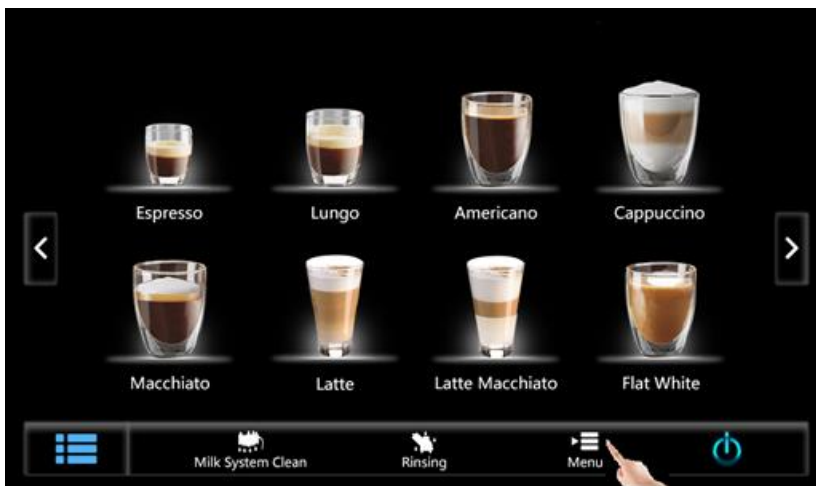 Espresso
Lungo
Americano
Cappuccino
Macchiato
Latte
Latte Macchiato
Flat White
Milk System Clean
Rinsing
Menu